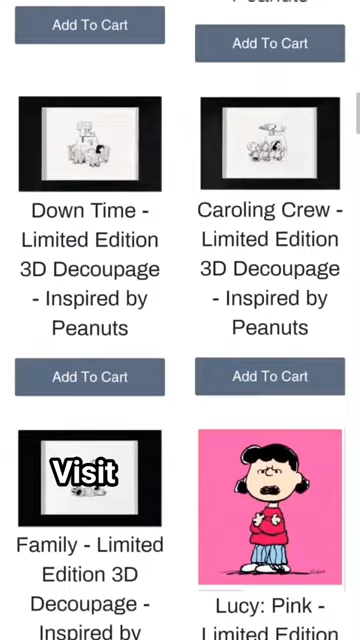 Peanuts
Add To Cart
Add To Cart
Down Time -
Limited Edition
3D Decoupage
- Inspired by
Peanuts
Caroling Crew -
Limited Edition
3D Decoupage
- Inspired by
Peanuts
Add To Cart
Add To Cart
Visit
Family - Limited
Edition 3D
Decoupage -
Inspired by
Lucy: Pink -
Limited Edition